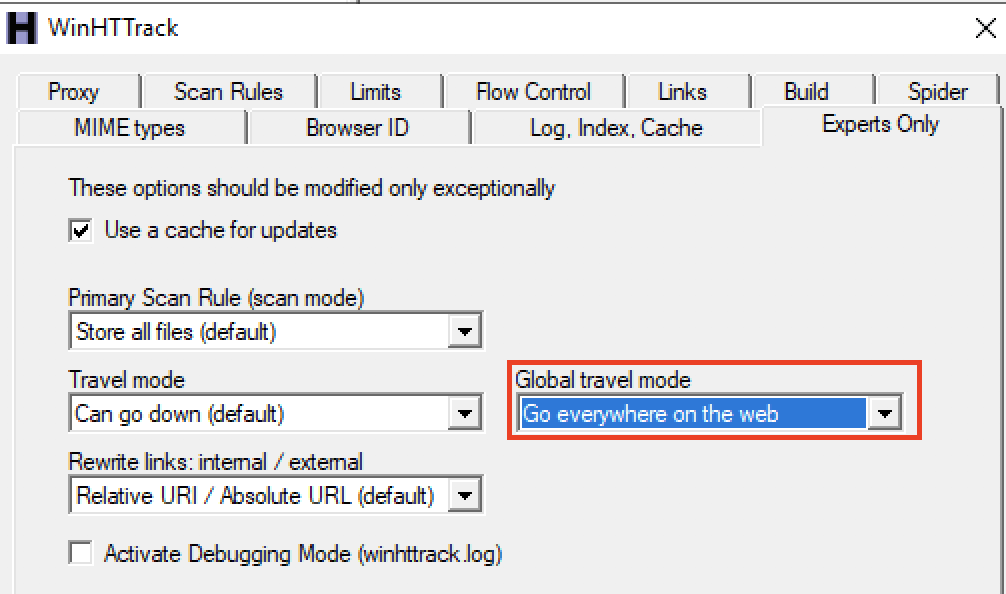 WinHTTrack
Proxy Scan Rules Limits Flow Control Links Build Spider
MIME types Browser ID Log, Index, Cache Experts Only
These options should be modified only exceptionally
Use a cache for updates
Primary Scan Rule (scan mode)
Store all files (default)
Travel mode Global travel mode
Can go down (default) Go everywhere on the web
Rewrite links: internal / external
Relative URI / Absolute URL (default)
Activate Debugging Mode (winhttrack.log)